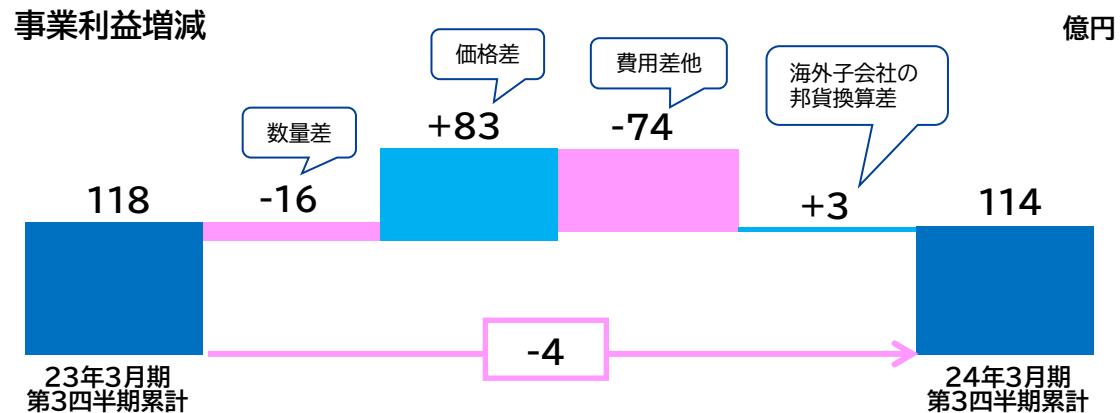 事業利益増減
億円
価格差
費用差他
海外子会社の
邦貨換算差
数量差
+83
-74
118
-16
+3
114
-4
23年3月期
第3四半期累計
24年3月期
第3四半期累計